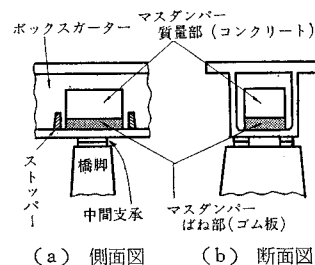 ボックスガーター
マスダンパー
質量部(コンクリート)
ストッパー
橋脚
中間支承
マスダンパー
ばね部(ゴム板)
(a) 側面図
(b) 断面図